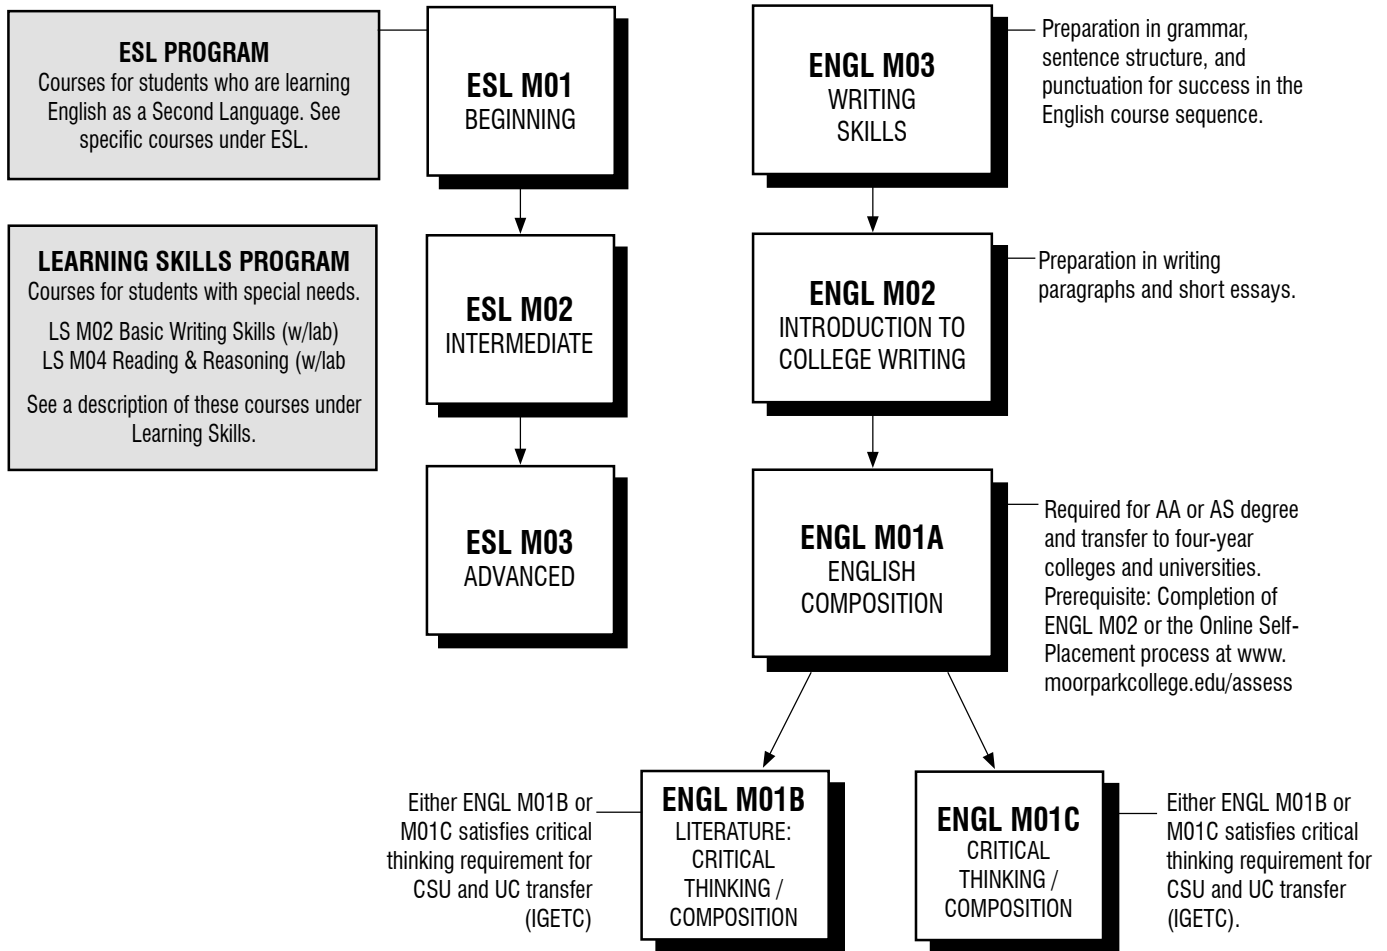 ESL PROGRAM
Courses for students who are learning
English as a Second Language. See
specific courses under ESL.
LEARNING SKILLS PROGRAM
Courses for students with special needs.
LS M02 Basic Writing Skills (w/lab)
LS M04 Reading & Reasoning (w/lab
See a description of these courses under
Learning Skills.
ESL M01
BEGINNING
ESL M02
INTERMEDIATE
ESL M03
ADVANCED
ENGL M03
WRITING
SKILLS
Preparation in grammar,
sentence structure, and
punctuation for success in the
English course sequence.
ENGL M02
INTRODUCTION TO
COLLEGE WRITING
Preparation in writing
paragraphs and short essays.
ENGL M01A
ENGLISH
COMPOSITION
Required for AA or AS degree
and transfer to four-year
colleges and universities.
Prerequisite: Completion of
ENGL M02 or the Online Self-
Placement process at www.
moorparkcollege.edu/assess
Either ENGL M01B or
M01C satisfies critical
thinking requirement for
CSU and UC transfer
(IGETC)
ENGL M01B
LITERATURE:
CRITICAL
THINKING /
COMPOSITION
ENGL M01C
CRITICAL
THINKING /
COMPOSITION
Either ENGL M01B or
M01C satisfies critical
thinking requirement for
CSU and UC transfer
(IGETC).